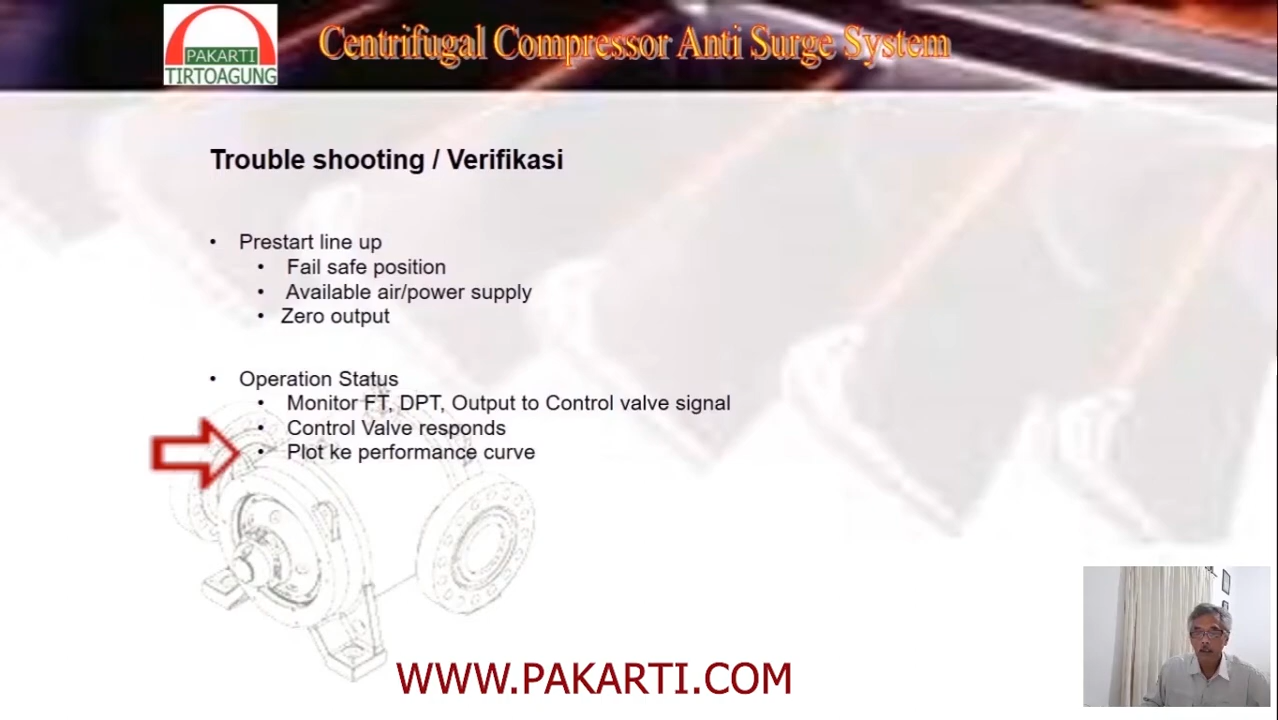 PAKARTI
TIRTOAGUNG
Centrifugal Compressor Anti Surge System
Trouble shooting / Verifikasi
• Prestart line up
• Fail safe position
• Available air/power supply
• Zero output
• Operation Status
• Monitor FT, DPT, Output to Control valve signal
• Control Valve responds
• Plot ke performance curve
WWW.PAKARTI.COM